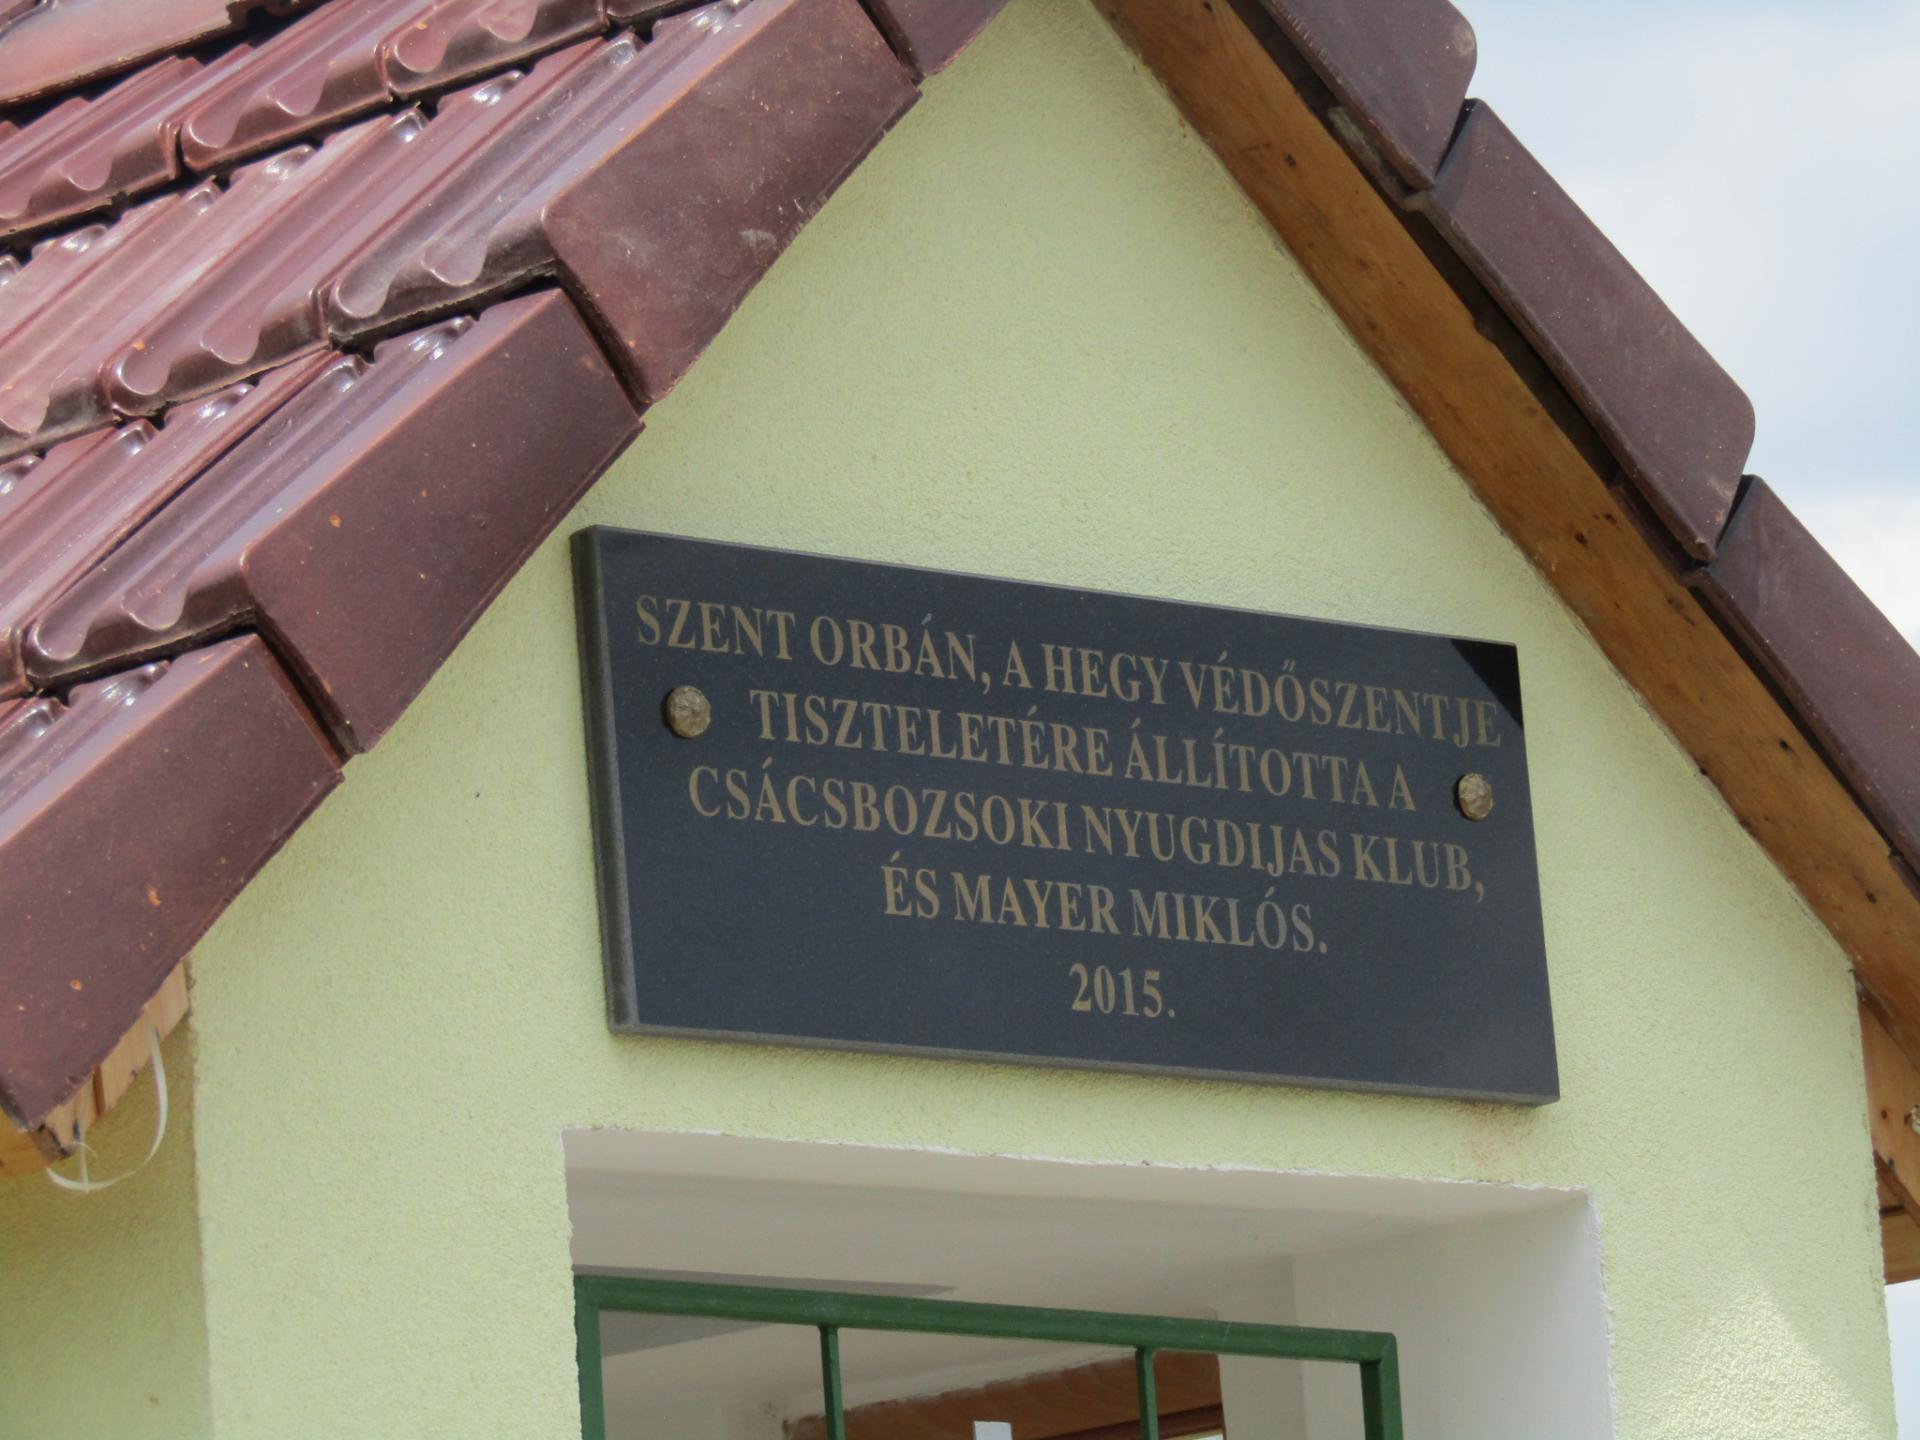 SZENT ORBÁN, A HEGY VÉDŐSZENTJE
TISZTELETÉRE ÁLLÍTOTTA A
CSÁCSBOZSOKI NYUGDIJAS KLUB,
ÉS MAYER MIKLÓS.
2015.